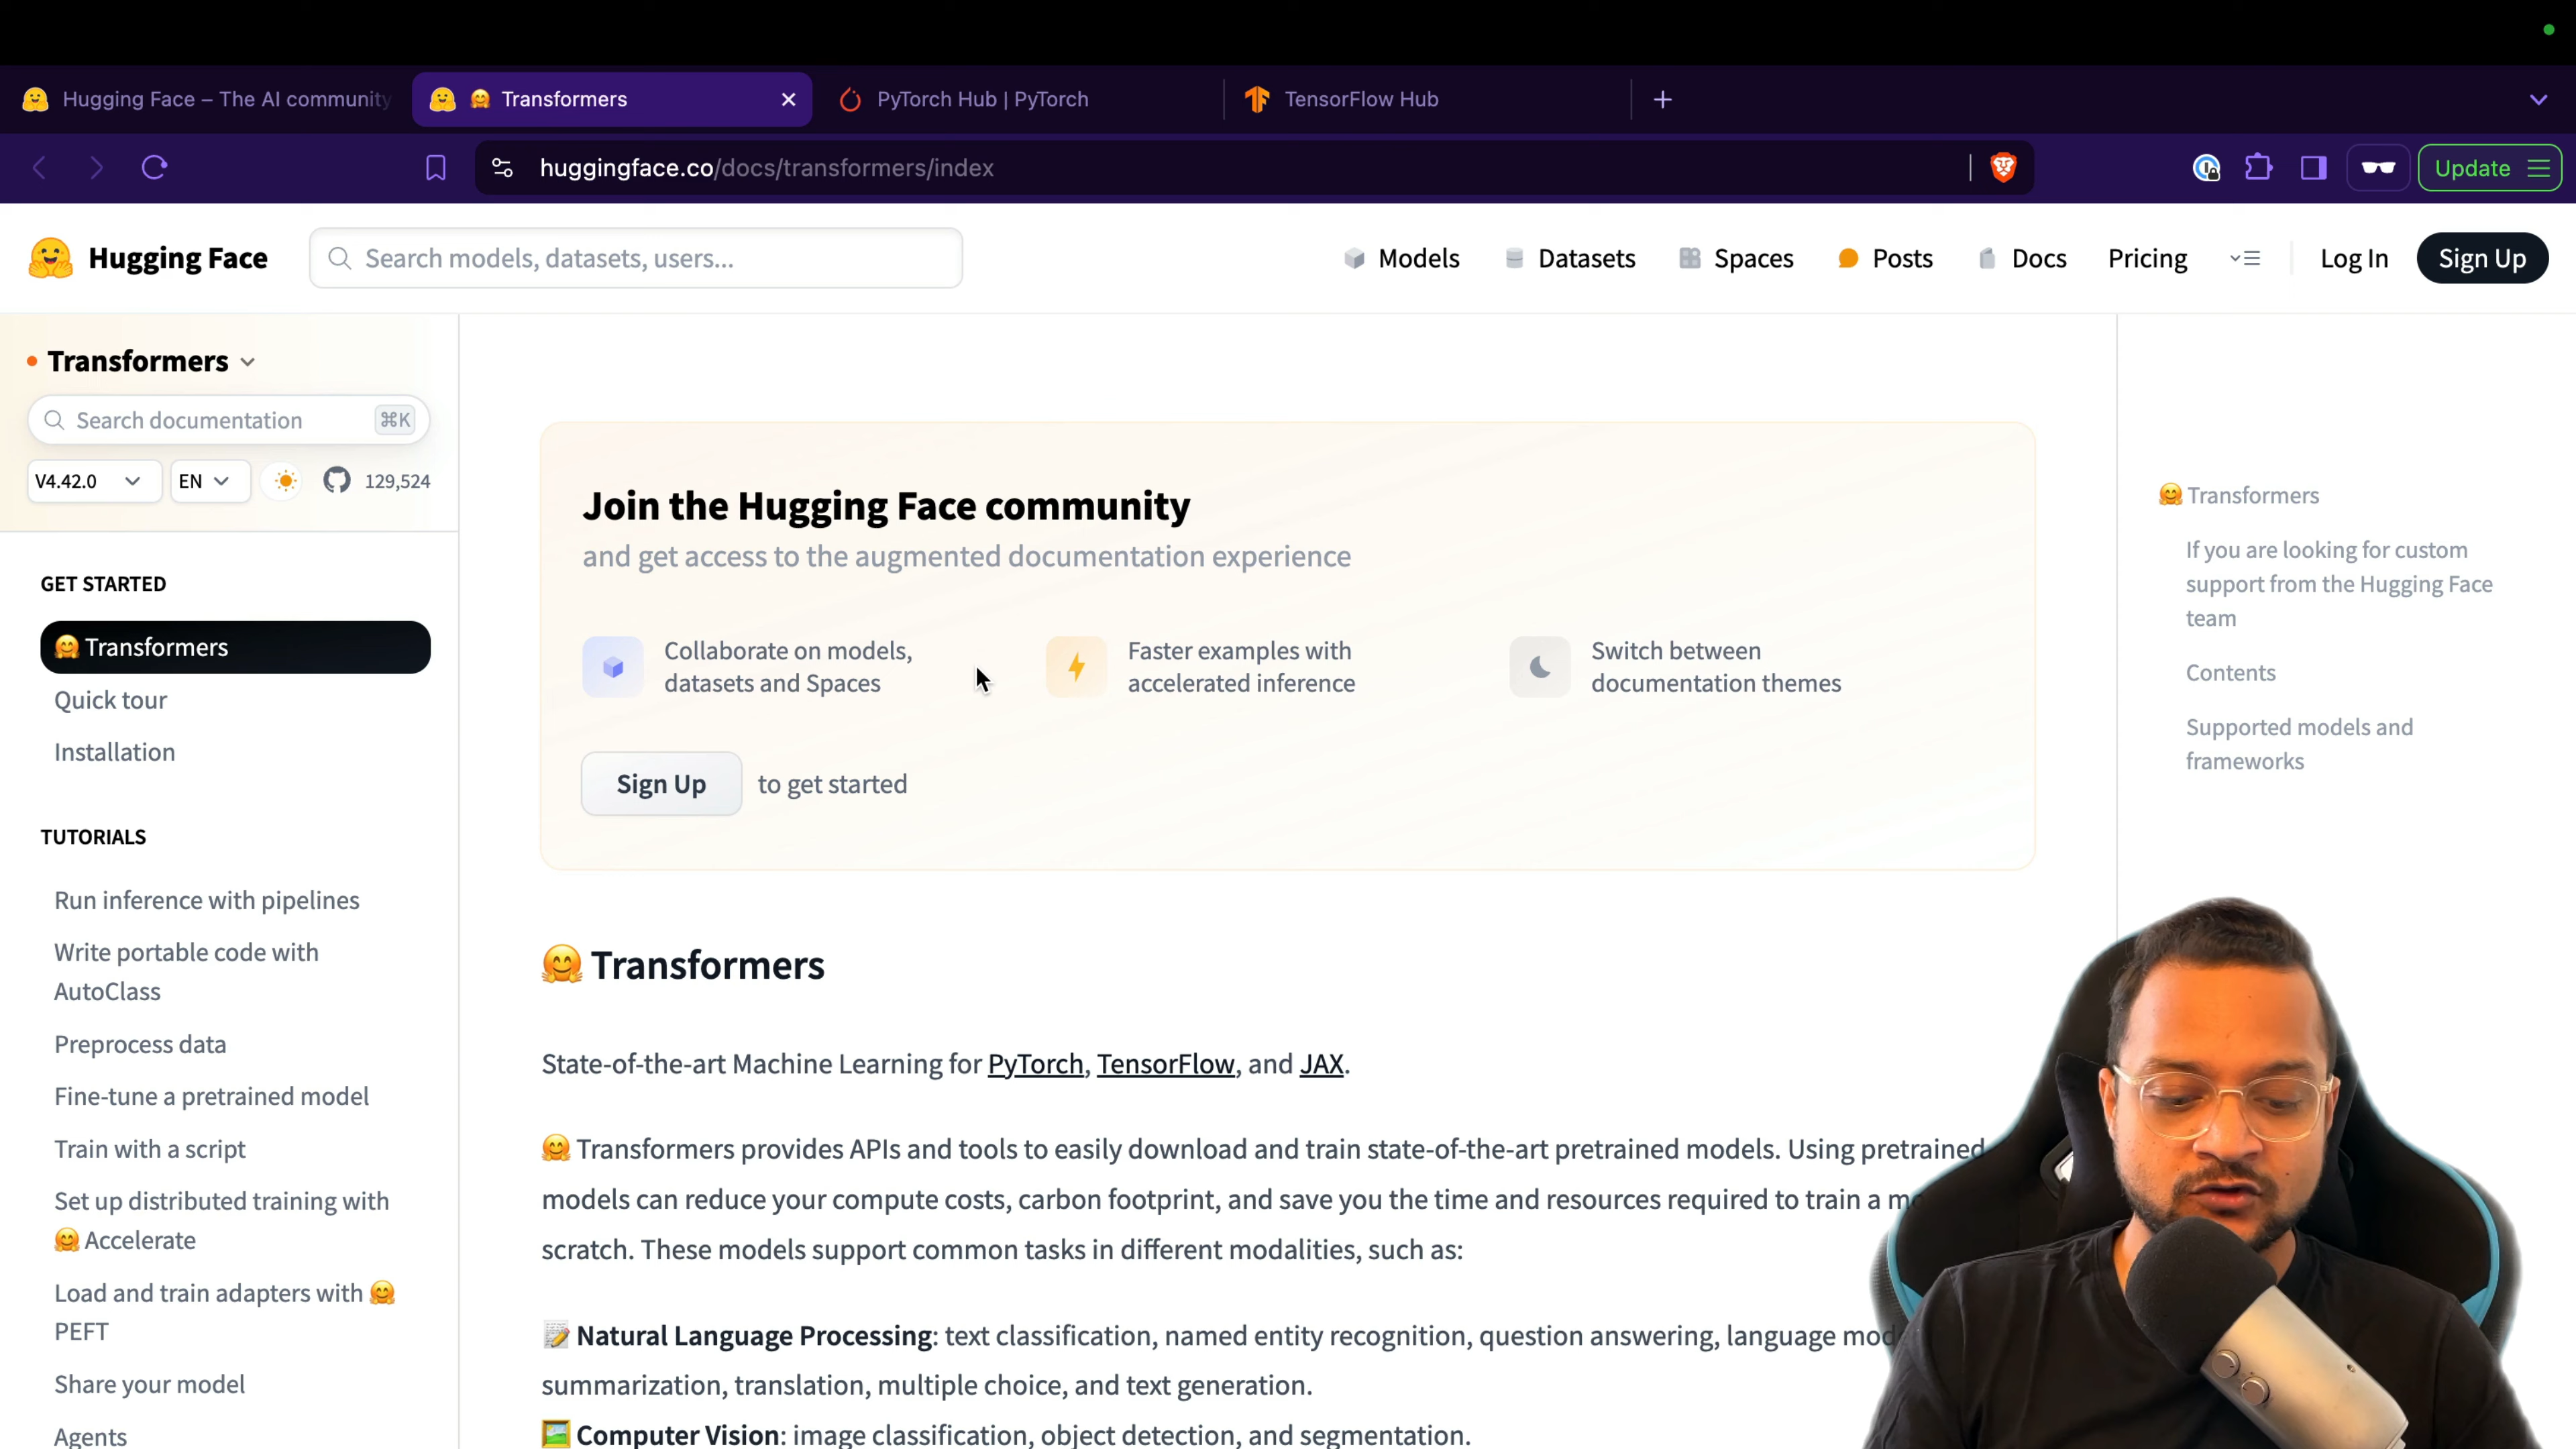 Hugging Face – The AI community
🤗 Transformers
PyTorch Hub | PyTorch
TensorFlow Hub
huggingface.co/docs/transformers/index
Update
Hugging Face
Search models, datasets, users...
Models
Datasets
Spaces
Posts
Docs
Pricing
Log In
Sign Up
Transformers
Search documentation
⌘K
V4.42.0
EN
129,524
GET STARTED
🤗 Transformers
Quick tour
Installation
TUTORIALS
Run inference with pipelines
Write portable code with
AutoClass
Preprocess data
Fine-tune a pretrained model
Train with a script
Set up distributed training with
🤗 Accelerate
Load and train adapters with 🤗
PEFT
Share your model
Agents
Join the Hugging Face community
and get access to the augmented documentation experience
Collaborate on models,
datasets and Spaces
Faster examples with
accelerated inference
Switch between
documentation themes
Sign Up
to get started
🤗 Transformers
State-of-the-art Machine Learning for PyTorch, TensorFlow, and JAX.
🤗 Transformers provides APIs and tools to easily download and train state-of-the-art pretrained models. Using pretrained
models can reduce your compute costs, carbon footprint, and save you the time and resources required to train a
scratch. These models support common tasks in different modalities, such as:
📝 Natural Language Processing: text classification, named entity recognition, question answering, language
summarization, translation, multiple choice, and text generation.
🖼️ Computer Vision: image classification, object detection, and segmentation.
🤗 Transformers
If you are looking for custom
support from the Hugging Face
team
Contents
Supported models and
frameworks